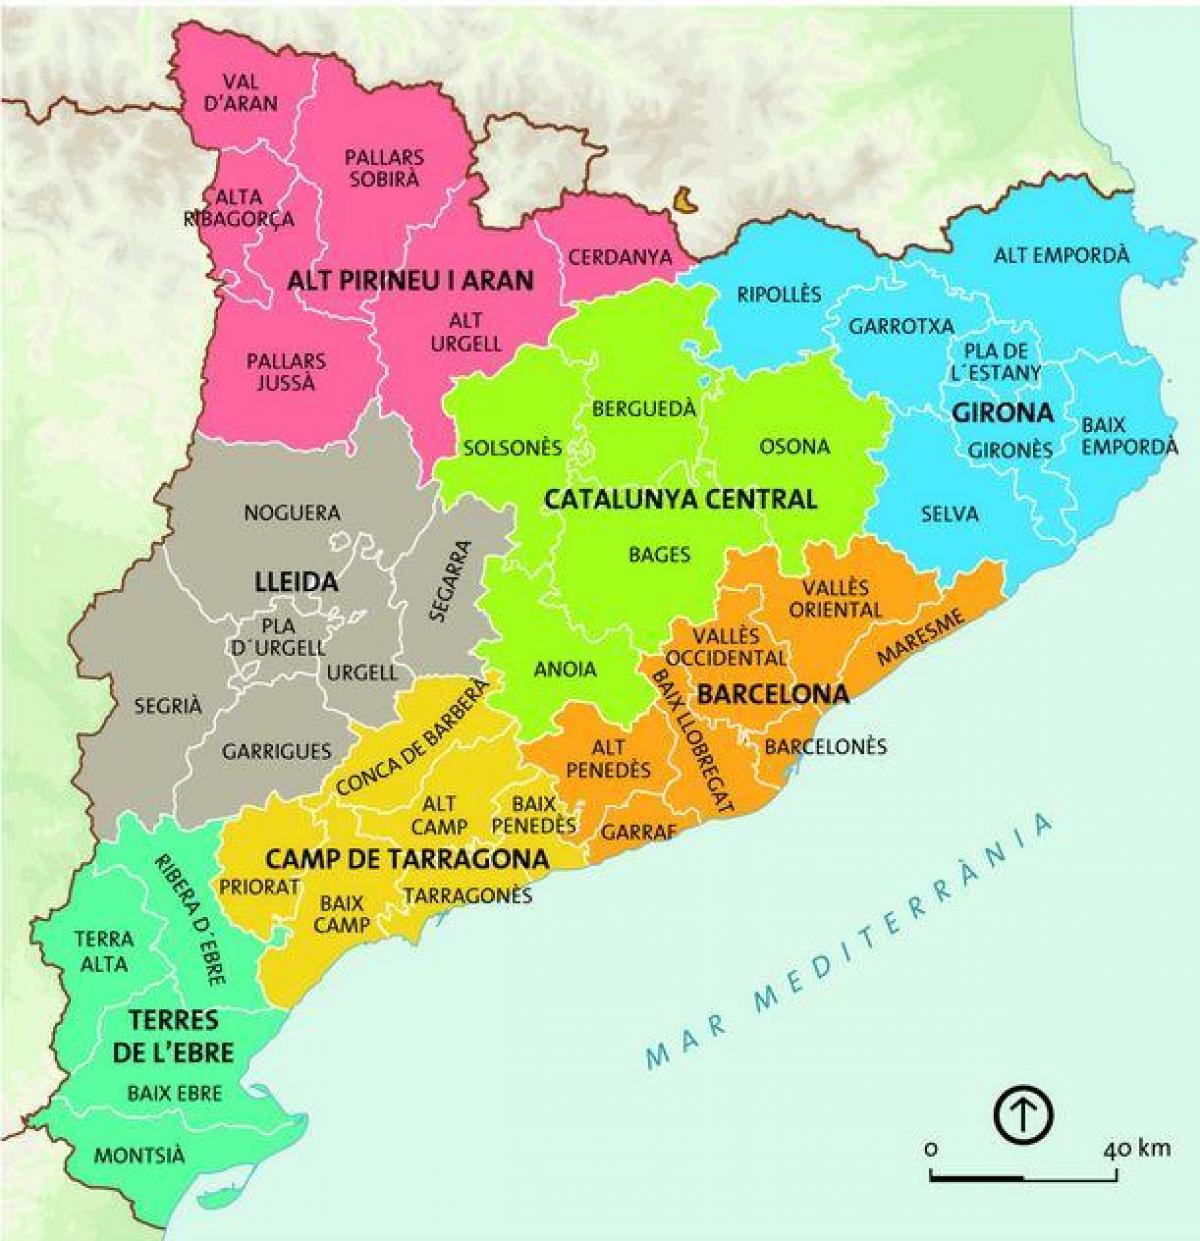 VAL
D'ARAN
PALLARS
SOBIRÀ
ALTA
RIBAGORÇA
CERDANYA
ALT PIRINEU I ARAN
ALT
URGELL
PALLARS
JUSSÀ
ALT EMPORDÀ
RIPOLLÈS
GARROTXA
PLA DE
L´ESTANY
GIRONA
BAIX
EMPORDÀ
GIRONÈS
SELVA
BERGUEDÀ
SOLSONÈS
OSONA
CATALUNYA CENTRAL
BAGES
ANOIA
NOGUERA
LLEIDA
SEGARRA
PLA
D´URGELL
URGELL
SEGRIÀ
GARRIGUES
VALLÈS
ORIENTAL
MARESME
VALLÈS
OCCIDENTAL
BARCELONA
BAIX LLOBREGAT
BARCELONÈS
ALT
PENEDÈS
GARRAF
CONCA DE BARBERÀ
ALT
CAMP
BAIX
PENEDÈS
CAMP DE TARRAGONA
PRIORAT
BAIX
CAMP
TARRAGONÈS
RIBERA D´EBRE
TERRA
ALTA
TERRES
DE L'EBRE
BAIX EBRE
MONTSIÀ
MAR MEDITERRÀNIA
0 40 km